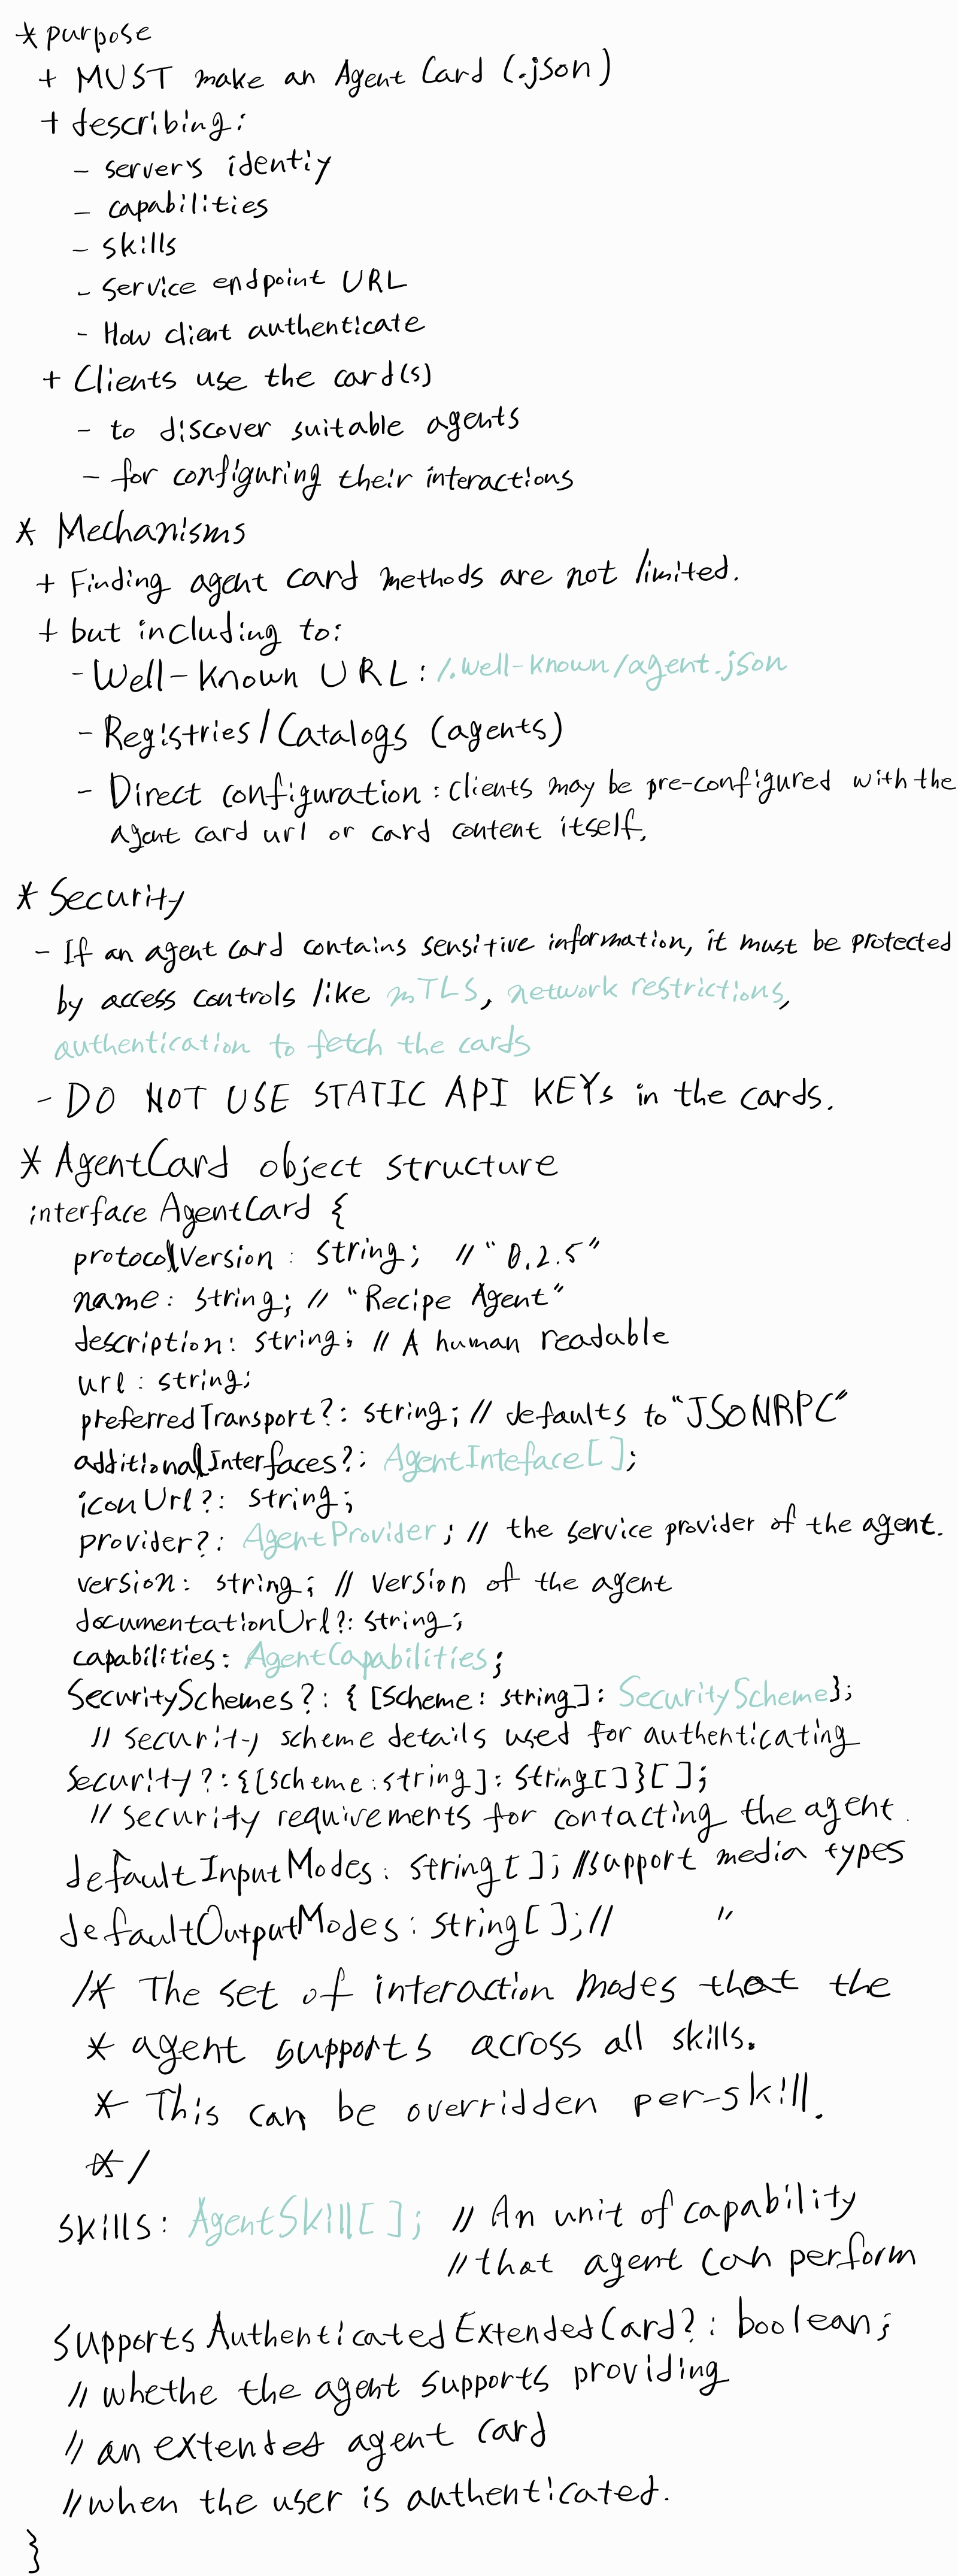 * purpose
+ MUST make an Agent Card (.json)
+ describing:
- server's identiy
- capabilities
- skills
- service endpoint URL
- How client authenticate
+ Clients use the card(s)
- to discover suitable agents
- for configuring their interactions
* Mechanisms
+ Finding agent card methods are not limited.
+ but including to:
- Well-Known URL: /.well-known/agent.json
- Registries/Catalogs (agents)
- Direct configuration: clients may be pre-configured with the
agent card url or card content itself.
* Security
- If an agent card contains sensitive information, it must be protected
by access controls like mTLS, network restrictions,
authentication to fetch the cards
- DO NOT USE STATIC API KEYs in the cards.
* AgentCard object structure
interface AgentCard {
protocolVersion: string; // "0.2.5"
name: string; // "Recipe Agent"
description: string; // A human readable
url: string;
preferredTransport?: string; // defaults to "JSONRPC"
additionalInterfaces?: AgentInteface[];
iconUrl?: string;
provider?: AgentProvider; // the service provider of the agent.
version: string; // version of the agent
documentationUrl?: string;
capabilities: AgentCapabilities;
securitySchemes?: { [scheme: string]: SecurityScheme};
// security scheme details used for authenticating
security?: {[scheme: string]: string[]}[];
// security requirements for contacting the agent.
defaultInputModes: string[]; //support media types
defaultOutputModes: string[]; // "
/* The set of interaction modes that the
* agent supports across all skills.
* This can be overridden per-skill.
*/
skills: AgentSkill[]; // An unit of capability
//that agent can perform
supportsAuthenticatedExtendedCard?: boolean;
// whethe the agent supports providing
// an extended agent card
//when the user is authenticated.
}